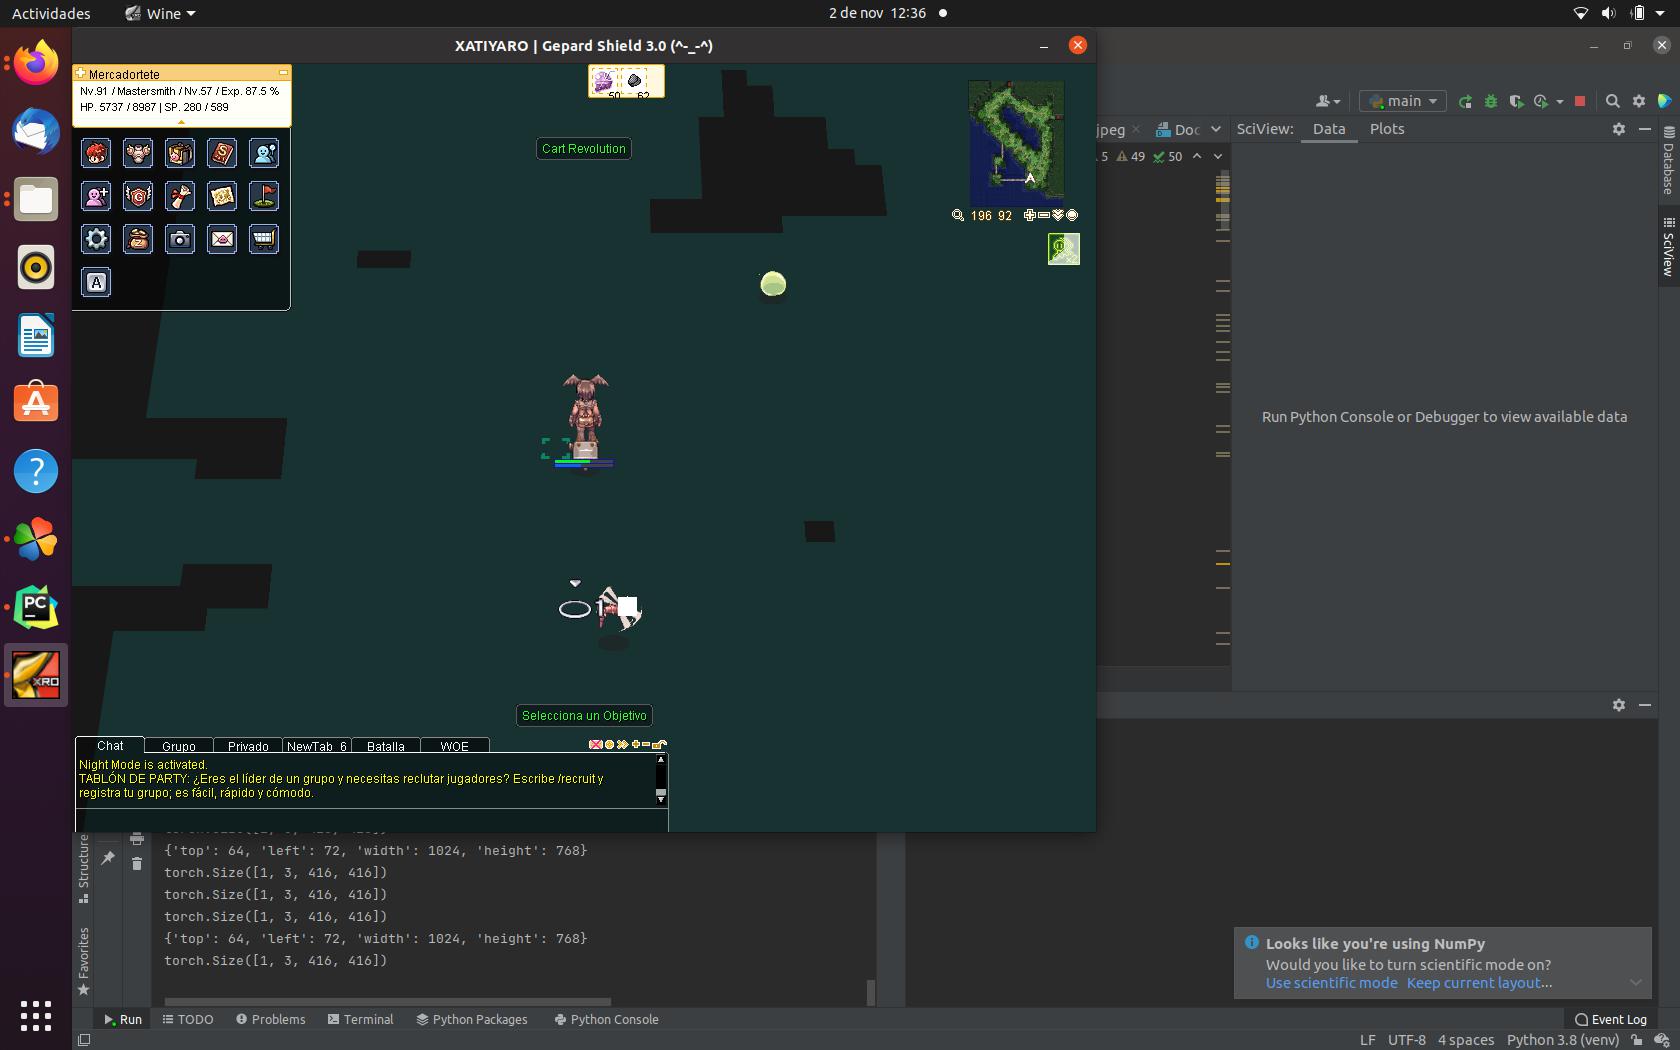 Actividades
Wine
2 de nov 12:36
XATIYARO | Gepard Shield 3.0 (^-_-^)
Mercadortete
Nv.91 / Mastersmith / Nv.57 / Exp. 87.5 %
HP. 5737 / 8987 | SP. 280 / 589
50 62
Cart Revolution
196 92
x2
A
Selecciona un Objetivo
Chat Grupo Privado NewTab_6 Batalla WOE
Night Mode is activated.
TABLÓN DE PARTY: ¿Eres el líder de un grupo y necesitas reclutar jugadores? Escribe /recruit y
registra tu grupo; es fácil, rápido y cómodo.
main
jpeg
Doc
SciView: Data Plots
5 49 50
Database
SciView
Run Python Console or Debugger to view available data
PC
XRO
Structure
Favorites
{'top': 64, 'left': 72, 'width': 1024, 'height': 768}
torch.Size([1, 3, 416, 416])
torch.Size([1, 3, 416, 416])
torch.Size([1, 3, 416, 416])
{'top': 64, 'left': 72, 'width': 1024, 'height': 768}
torch.Size([1, 3, 416, 416])
Looks like you're using NumPy
Would you like to turn scientific mode on?
Use scientific mode Keep current layout...
Run TODO Problems Terminal Python Packages Python Console
Event Log
LF UTF-8 4 spaces Python 3.8 (venv)